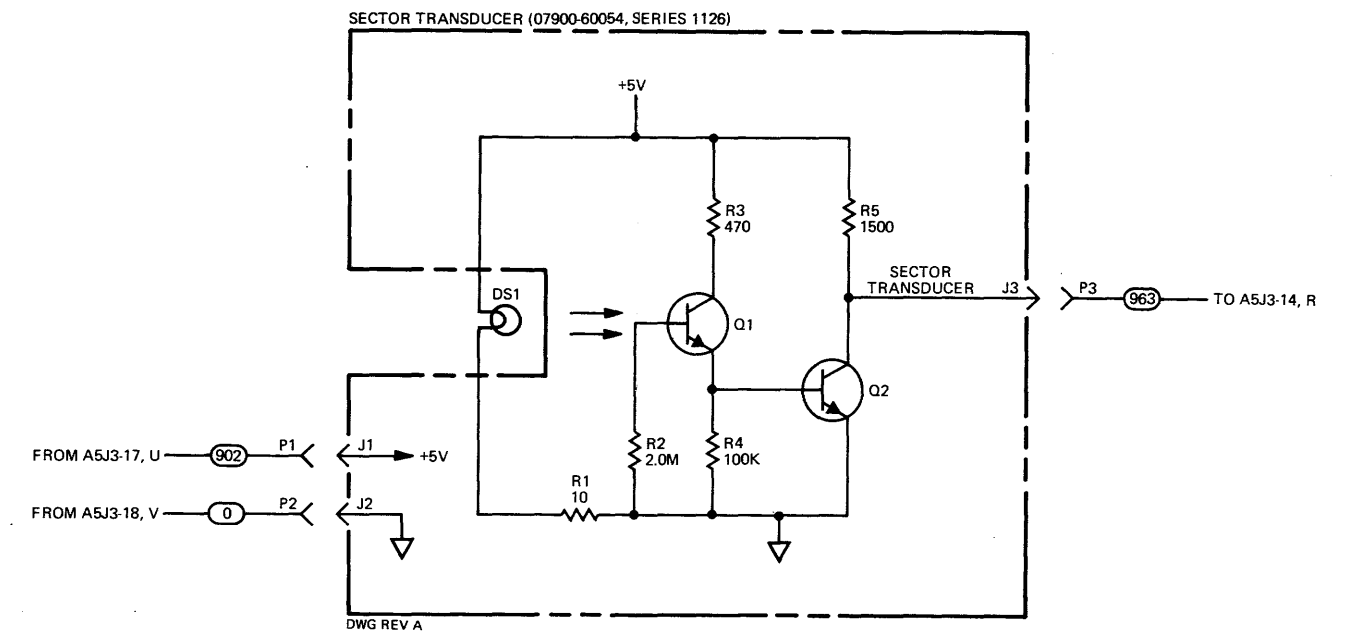 SECTOR TRANSDUCER (07900-60054, SERIES 1126)
+5V
R3
470
R5
1500
SECTOR
TRANSDUCER
J3
P3
963
TO A5J3-14, R
DS1
Q1
Q2
FROM A5J3-17, U
902
P1
J1
+5V
R2
2.0M
R4
100K
R1
10
FROM A5J3-18, V
0
P2
J2
DWG REV A